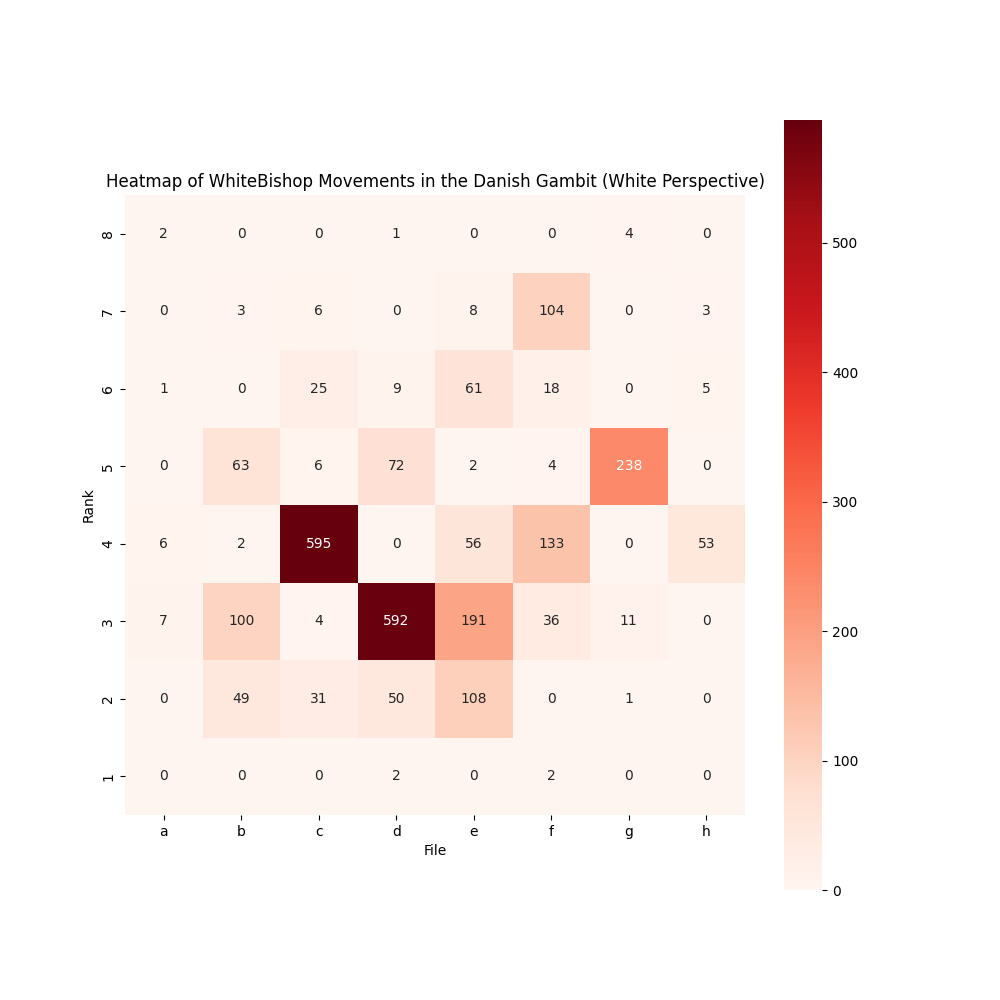 Heatmap of WhiteBishop Movements in the Danish Gambit (White Perspective)
8 2 0 0 1 0 0 4 0
7 0 3 6 0 8 104 0 3
6 1 0 25 9 61 18 0 5
5 0 63 6 72 2 4 238 0
4 6 2 595 0 56 133 0 53
3 7 100 4 592 191 36 11 0
2 0 49 31 50 108 0 1 0
1 0 0 0 2 0 2 0 0
a b c d e f g h
File
Rank
500
400
300
200
100
0